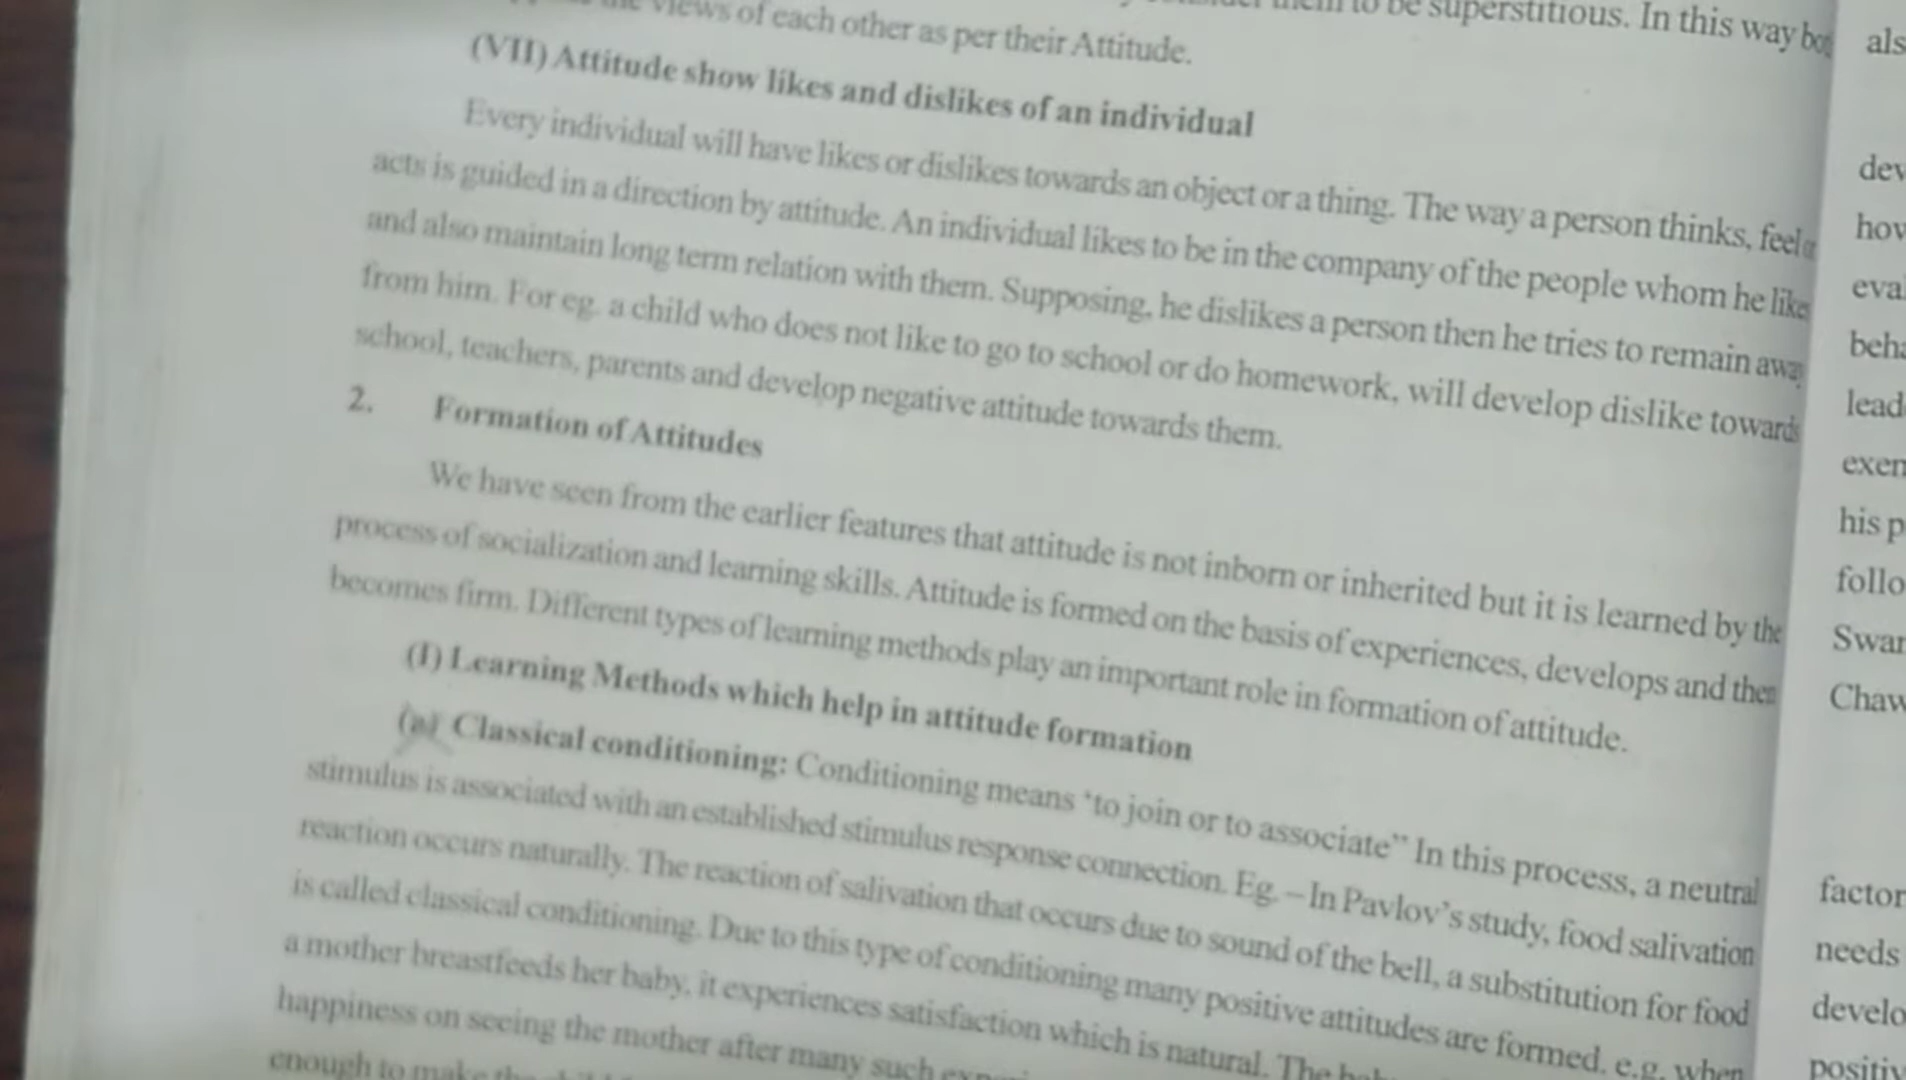 views of each other as per their Attitude.
to be superstitious. In this way
(VII) Attitude show likes and dislikes of an individual
Every individual will have likes or dislikes towards an object or a thing. The way a person thinks,
acts is guided in a direction by attitude. An individual likes to be in the company of the people whom he likes
and also maintain long term relation with them. Supposing, he dislikes a person then he tries to remain away
from him. For eg. a child who does not like to go to school or do homework, will develop dislike towards
school, teachers, parents and develop negative attitude towards them.
2. Formation of Attitudes
We have seen from the earlier features that attitude is not inborn or inherited but it is learned by the
process of socialization and learning skills. Attitude is formed on the basis of experiences, develops and then
becomes firm. Different types of learning methods play an important role in formation of attitude.
(I) Learning Methods which help in attitude formation
(a) Classical conditioning: Conditioning means ‘to join or to associate” In this process, a neutral
stimulus is associated with an established stimulus response connection. Eg. – In Pavlov's study, food salivation
reaction occurs naturally. The reaction of salivation that occurs due to sound of the bell, a substitution for food
is called classical conditioning. Due to this type of conditioning many positive attitudes are formed. e.g. when
a mother breastfeeds her baby, it experiences satisfaction which is natural. The
happiness on seeing the mother after many such
enough to make the
als
dev
how
eval
beha
lead
exem
his p
follo
Swar
Chaw
factor
needs
develo
positiv